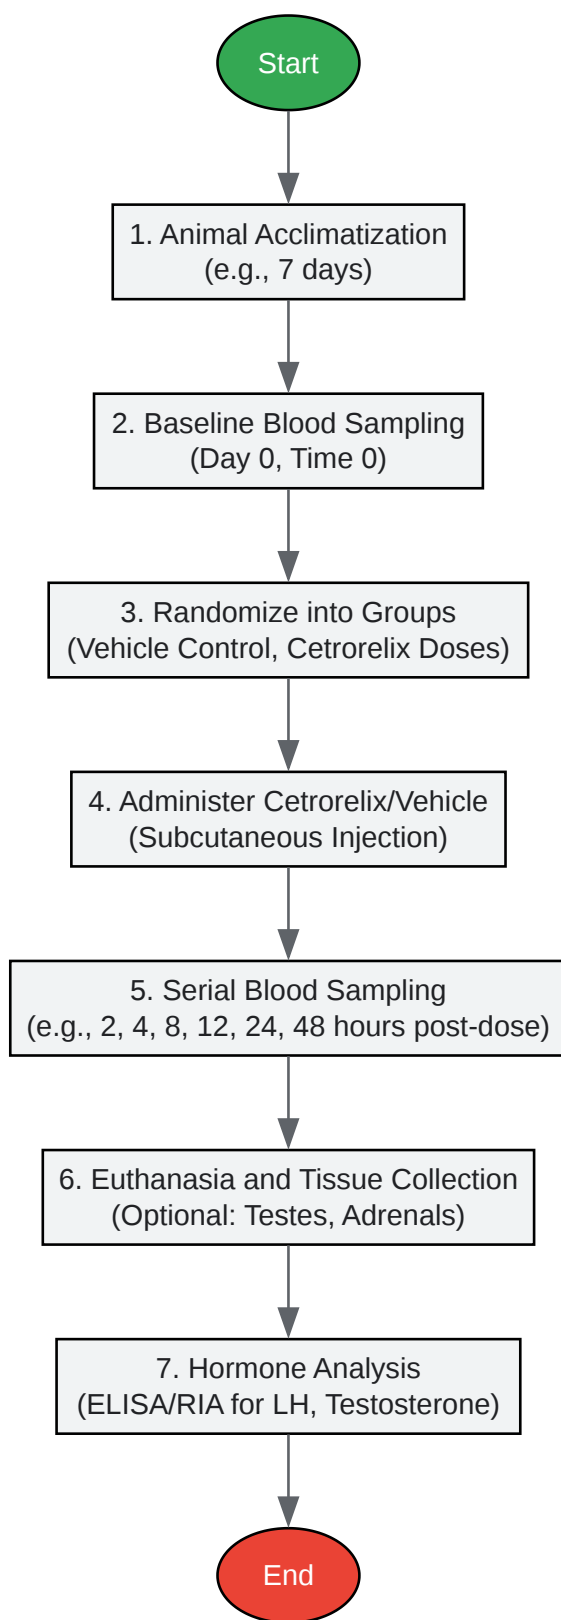 Start
1. Animal Acclimatization
(e.g., 7 days)
2. Baseline Blood Sampling
(Day 0, Time 0)
3. Randomize into Groups
(Vehicle Control, Cetrorelix Doses)
4. Administer Cetrorelix/Vehicle
(Subcutaneous Injection)
5. Serial Blood Sampling
(e.g., 2, 4, 8, 12, 24, 48 hours post-dose)
6. Euthanasia and Tissue Collection
(Optional: Testes, Adrenals)
7. Hormone Analysis
(ELISA/RIA for LH, Testosterone)
End